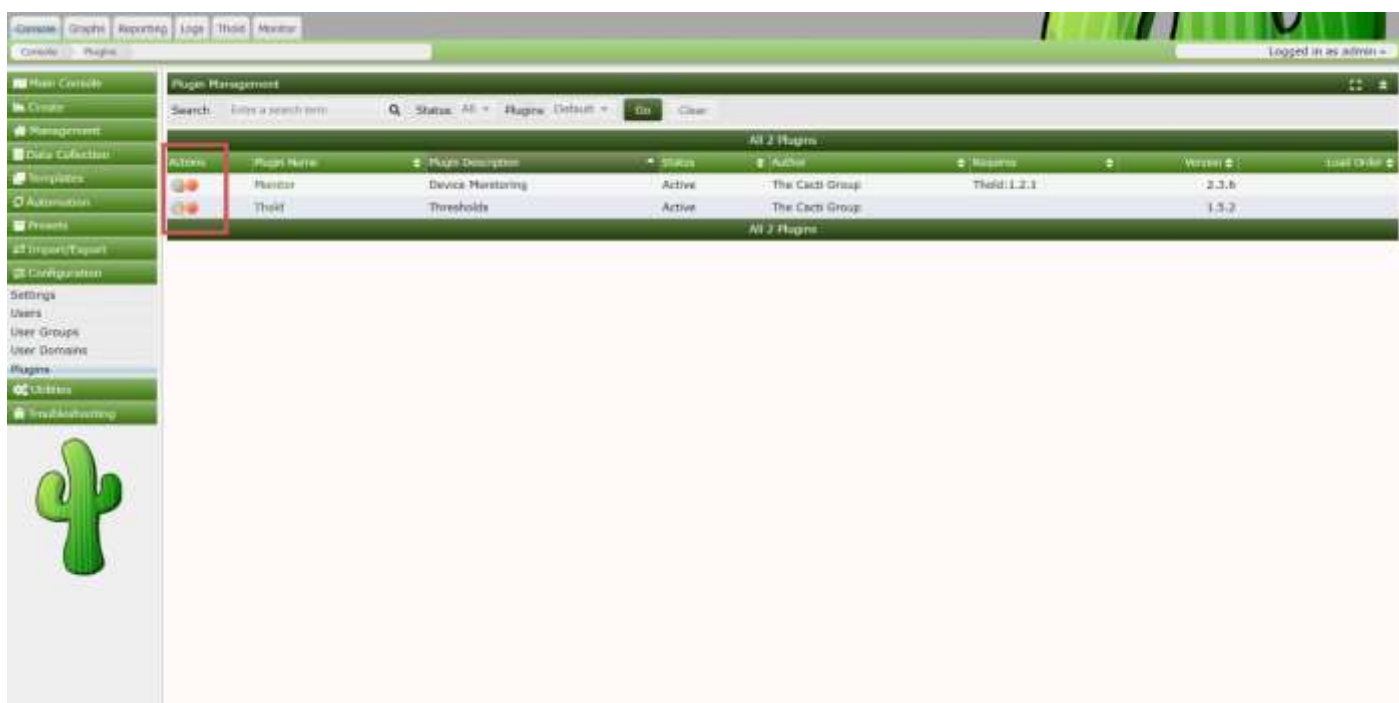 Console Graphs Reporting Logs Thold Monitor
Console Plugins Logged in as admin
Main Console
Create
Management
Data Collection
Templates
Automation
Presets
Import/Export
Configuration
Settings
Users
User Groups
User Domains
Plugins
Utilities
Troubleshooting
Plugin Management
Search Enter a search term Status All Plugins Default Go Clear
All 2 Plugins
Actions Plugin Name Plugin Description Status Author Requires Version Load Order
Monitor Device Monitoring Active The Cacti Group Thold:1.2.1 2.3.6
Thold Thresholds Active The Cacti Group 1.5.2
All 2 Plugins